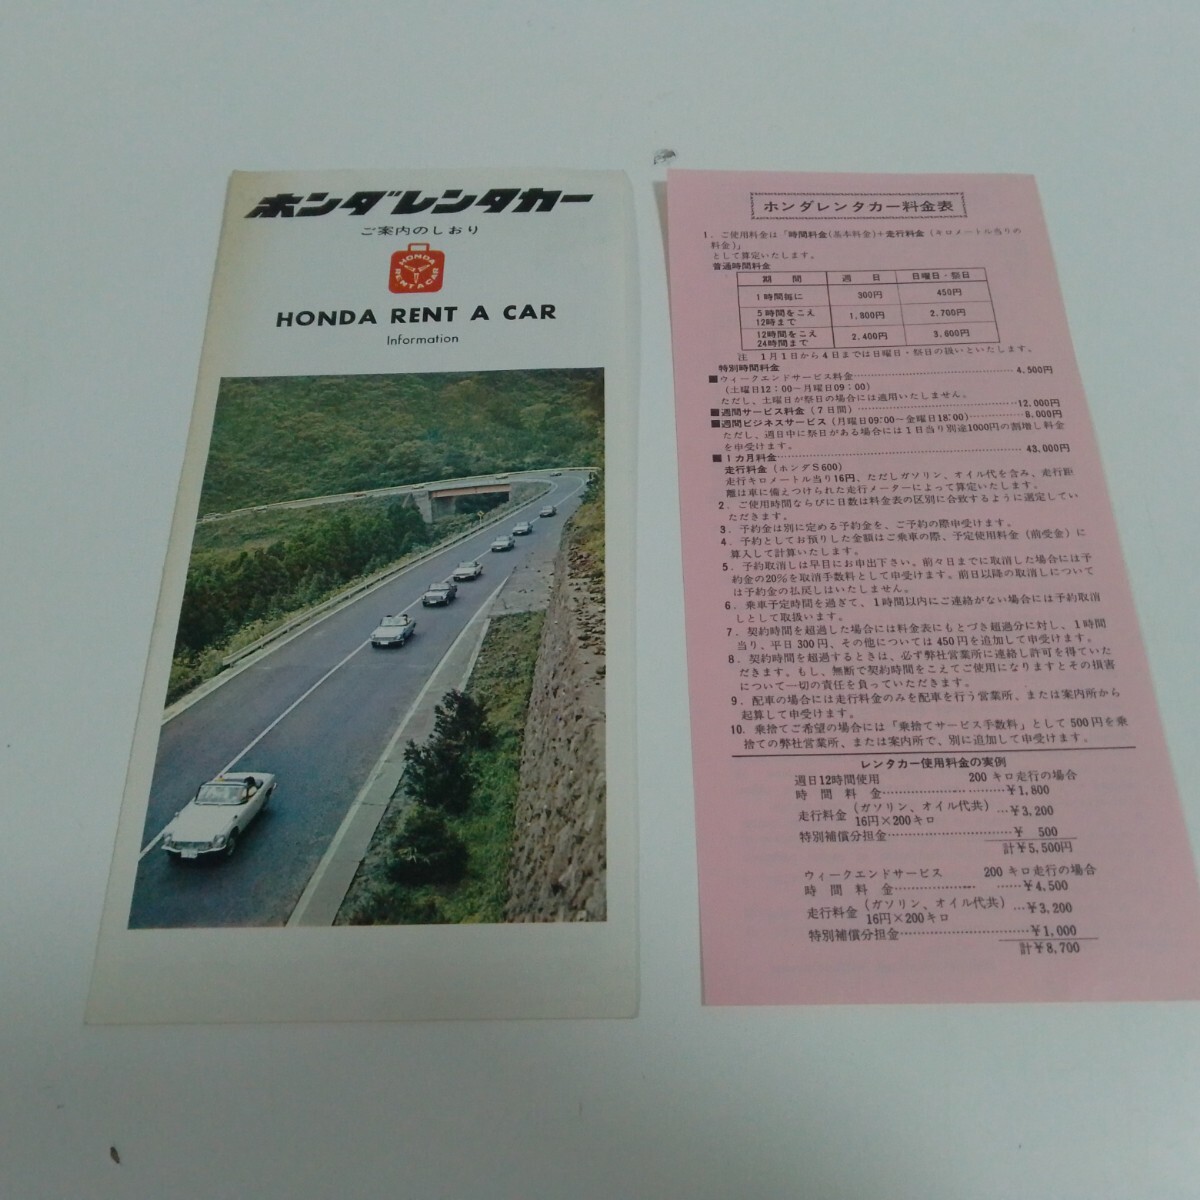 ホンダレンタカー
ご案内のしおり
HONDA
RENT A CAR
HONDA RENT A CAR
Information
ホンダレンタカー料金表
1. ご使用料金は「時間料金(基本料金)+走行料金 (キロメートル当りの
料金)」
として算定いたします。
普通時間料金
期 間 週 日 日曜日・祭日
1時間毎に 300円 450円
5時間をこえ
12時まで 1,800円 2,700円
12時間をこえ
24時間まで 2,400円 3,600円
注 1月1日から4日までは日曜日・祭日の扱いといたします。
特別時間料金
■ウィークエンドサービス料金 4,500円
(土曜日12:00~月曜日09:00)
ただし、土曜日が祭日の場合には適用いたしません。
■週間サービス料金 (7日間) 12,000円
■週間ビジネスサービス (月曜日09:00~金曜日18:00) 8,000円
ただし、週日中に祭日がある場合には1日当り別途1000円の割増し料金
を申受けます。
■1カ月料金 43,000円
走行料金 (ホンダS600)
走行キロメートル当り16円、ただしガソリン、オイル代を含み、走行距
離は車に備えつけられた走行メーターによって算定いたします。
2. ご使用時間ならびに日数は料金表の区別に合致するように選定してい
ただきます。
3. 予約金は別に定める予約金を、ご予約の際申受けます。
4. 予約としてお預りした金額はご乗車の際、予定使用料金 (前受金) に
算入して計算いたします。
5. 予約取消しは早目にお申出下さい。前々日までに取消した場合には予
約金の20%を取消手数料として申受けます。前日以降の取消しについて
は予約金の払戻しはいたしません。
6. 乗車予定時間を過ぎて、1時間以内にご連絡がない場合には予約取消
しとして取扱います。
7. 契約時間を超過した場合には料金表にもとづき超過分に対し、1時間
当り、平日300円、その他については450円を追加して申受けます。
8. 契約時間を超過するときは、必ず弊社営業所に連絡し許可を得ていた
だきます。もし、無断で契約時間をこえてご使用になりますとその損害
について一切の責任を負っていただきます。
9. 配車の場合には走行料金のみを配車を行う営業所、または案内所から
起算して申受けます。
10. 乗捨てご希望の場合には「乗捨てサービス手数料」として500円を乗
捨ての弊社営業所、または案内所で、別に追加して申受けます。
レンタカー使用料金の実例
週日12時間使用 200キロ走行の場合
時 間 料 金 ¥1,800
走行料金 (ガソリン、オイル代共)
16円×200キロ ¥3,200
特別補償分担金 ¥ 500
計¥5,500円
ウィークエンドサービス 200キロ走行の場合
時 間 料 金 ¥4,500
走行料金 (ガソリン、オイル代共)
16円×200キロ ¥3,200
特別補償分担金 ¥1,000
計¥8,700